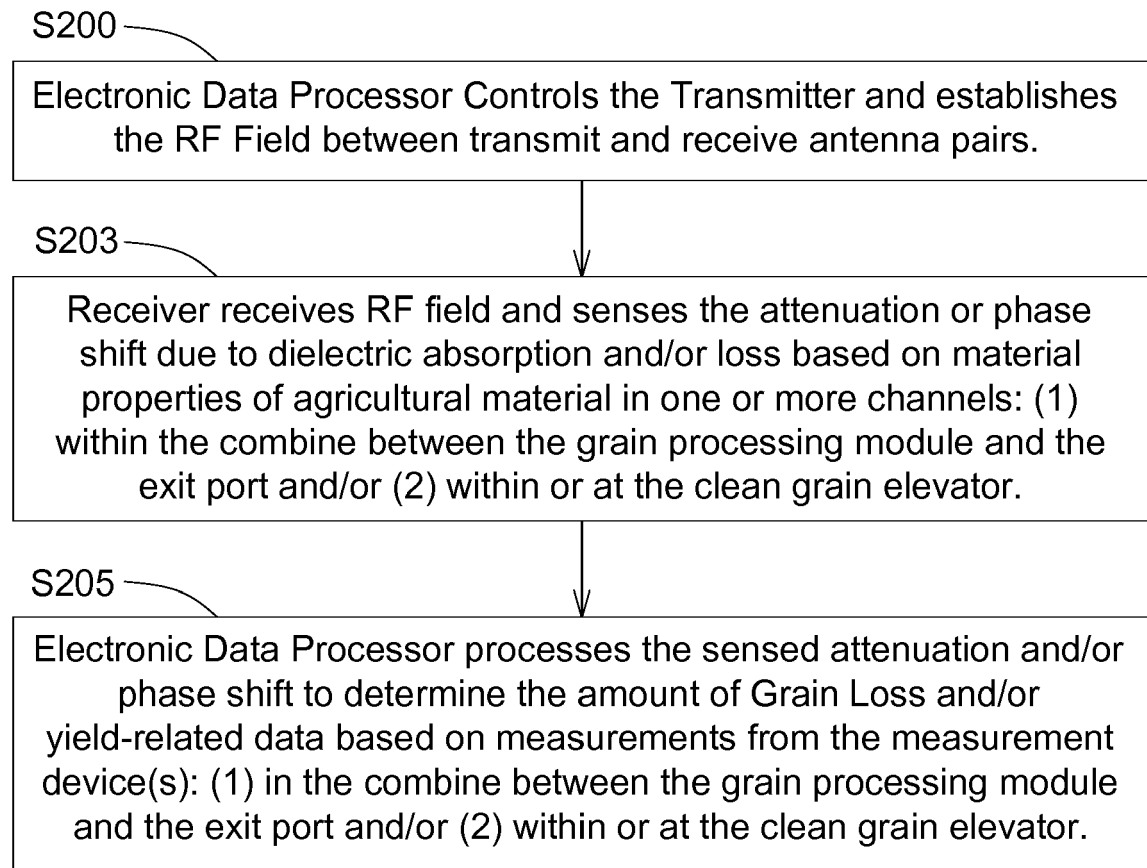 S200
Electronic Data Processor Controls the Transmitter and establishes
the RF Field between transmit and receive antenna pairs.
S203
Receiver receives RF field and senses the attenuation or phase
shift due to dielectric absorption and/or loss based on material
properties of agricultural material in one or more channels: (1)
within the combine between the grain processing module and the
exit port and/or (2) within or at the clean grain elevator.
S205
Electronic Data Processor processes the sensed attenuation and/or
phase shift to determine the amount of Grain Loss and/or
yield-related data based on measurements from the measurement
device(s): (1) in the combine between the grain processing module
and the exit port and/or (2) within or at the clean grain elevator.